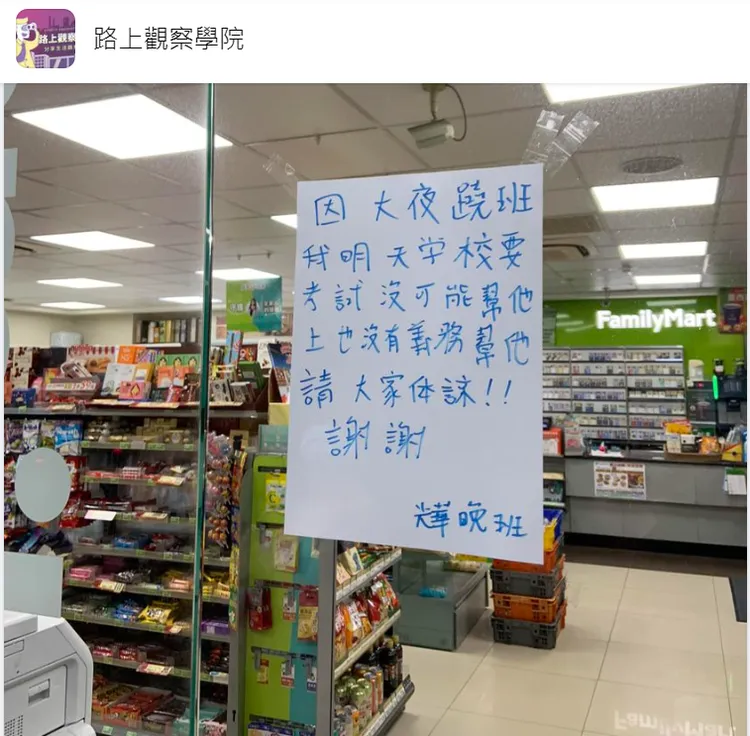 路上觀察學院
因大夜蹺班
我明天学校要
考試沒可能幫他
上也沒有義務幫他
請大家体諒!!
謝謝
晚班
FamilyMart